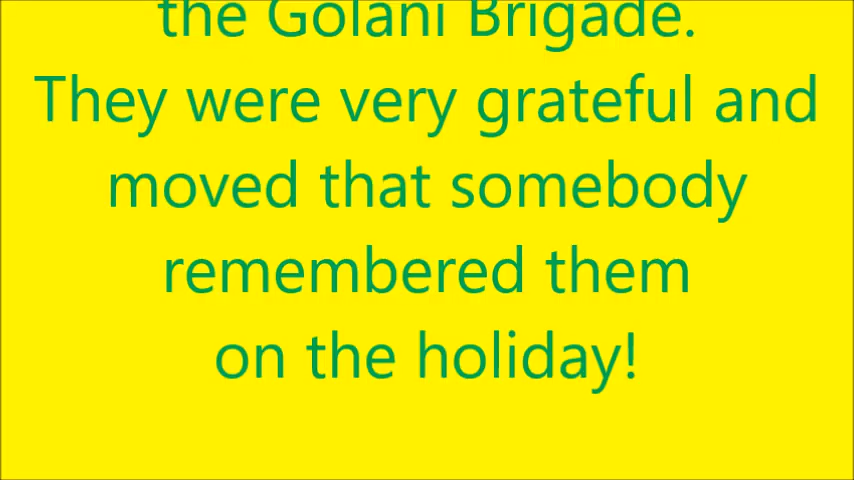 the Golani Brigade.
They were very grateful and
moved that somebody
remembered them
on the holiday!